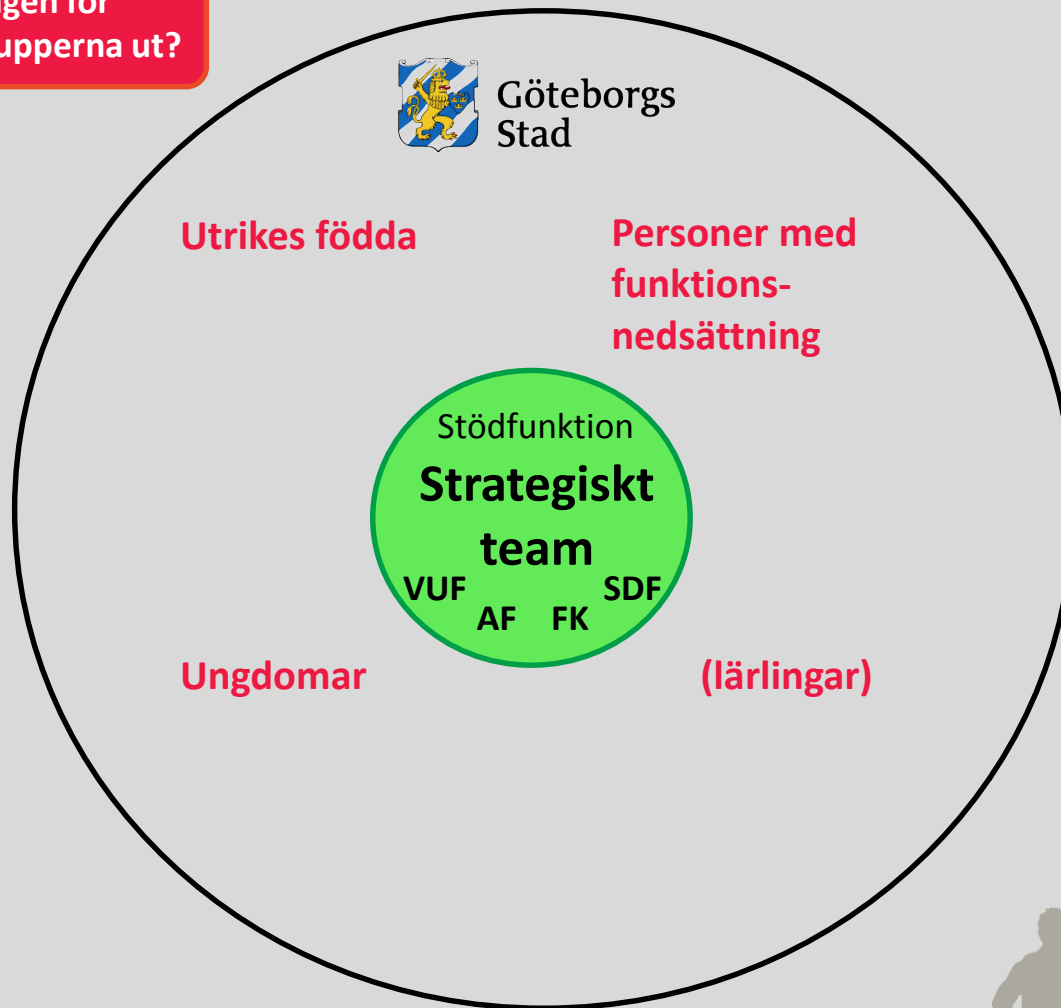 för
upperna ut?
Göteborgs
Stad
Utrikes födda
Personer med
funktions-
nedsättning
Stödfunktion
Strategiskt
team
VUF SDF
AF FK
Ungdomar
(lärlingar)